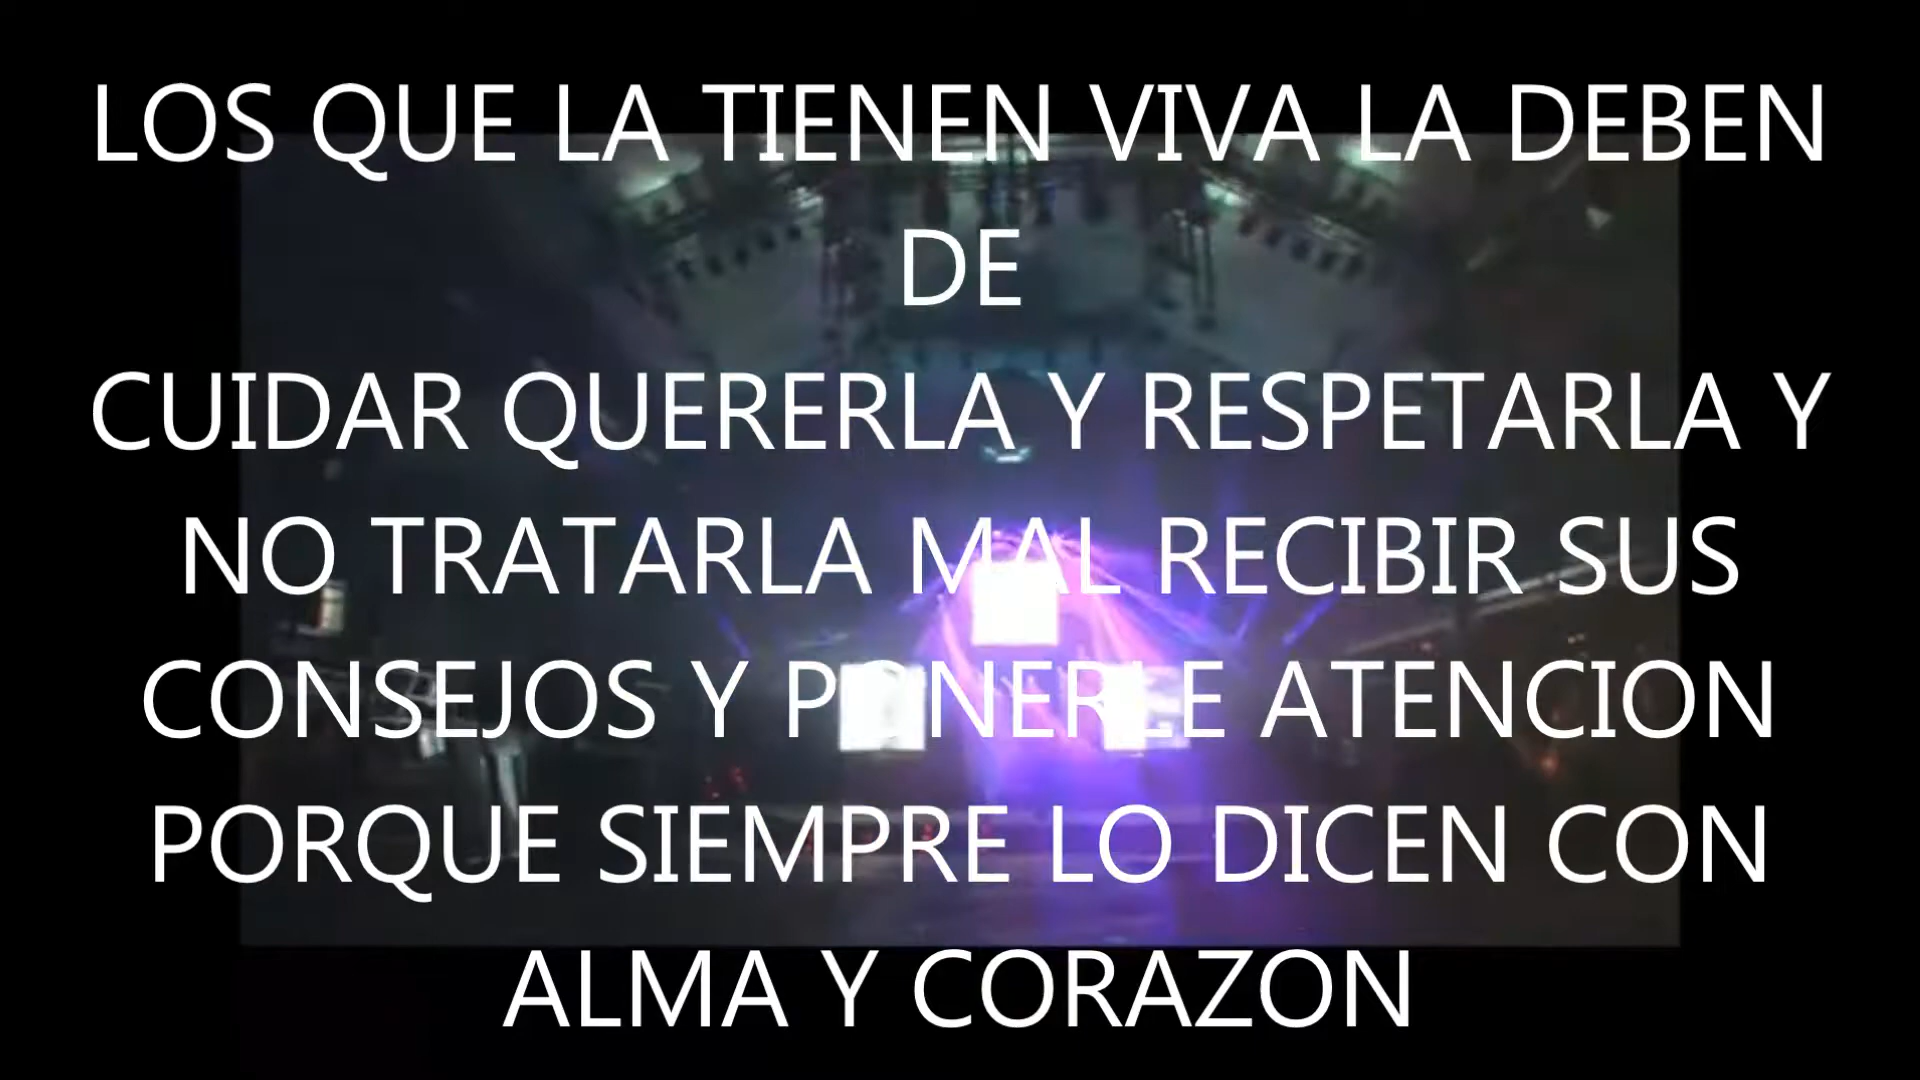 LOS QUE LA TIENEN VIVA LA DEBEN
DE
CUIDAR QUERERLA Y RESPETARLA Y
NO TRATARLA MAL RECIBIR SUS
CONSEJOS Y PONERLE ATENCION
PORQUE SIEMPRE LO DICEN CON
ALMA Y CORAZON